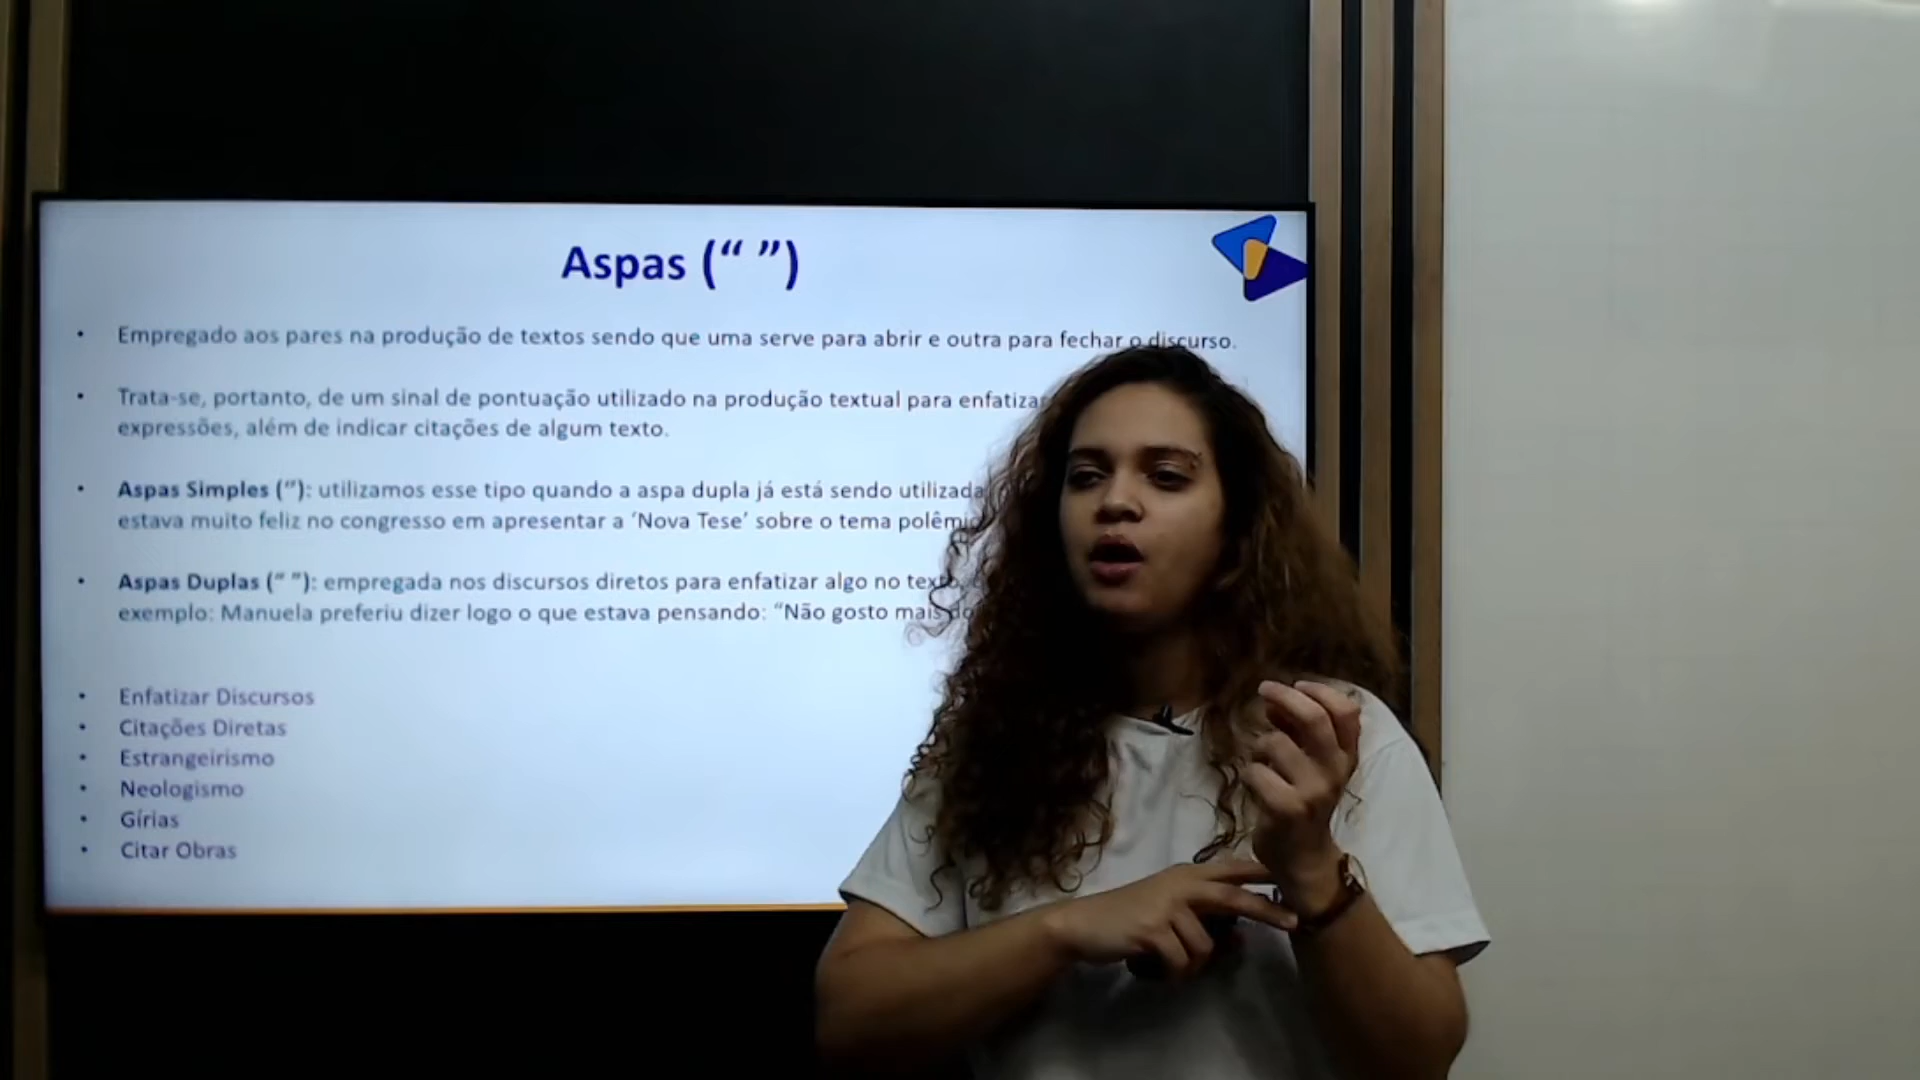 Aspas (“ ”)
• Empregado aos pares na produção de textos sendo que uma serve para abrir e outra para fechar o discurso.
• Trata-se, portanto, de um sinal de pontuação utilizado na produção textual para enfatizar
expressões, além de indicar citações de algum texto.
• Aspas Simples (‘’): utilizamos esse tipo quando a aspa dupla já está sendo utilizada
estava muito feliz no congresso em apresentar a ‘Nova Tese’ sobre o tema
• Aspas Duplas (“ ”): empregada nos discursos diretos para enfatizar algo no texto,
exemplo: Manuela preferiu dizer logo o que estava pensando: “Não gosto mais
• Enfatizar Discursos
• Citações Diretas
• Estrangeirismo
• Neologismo
• Gírias
• Citar Obras